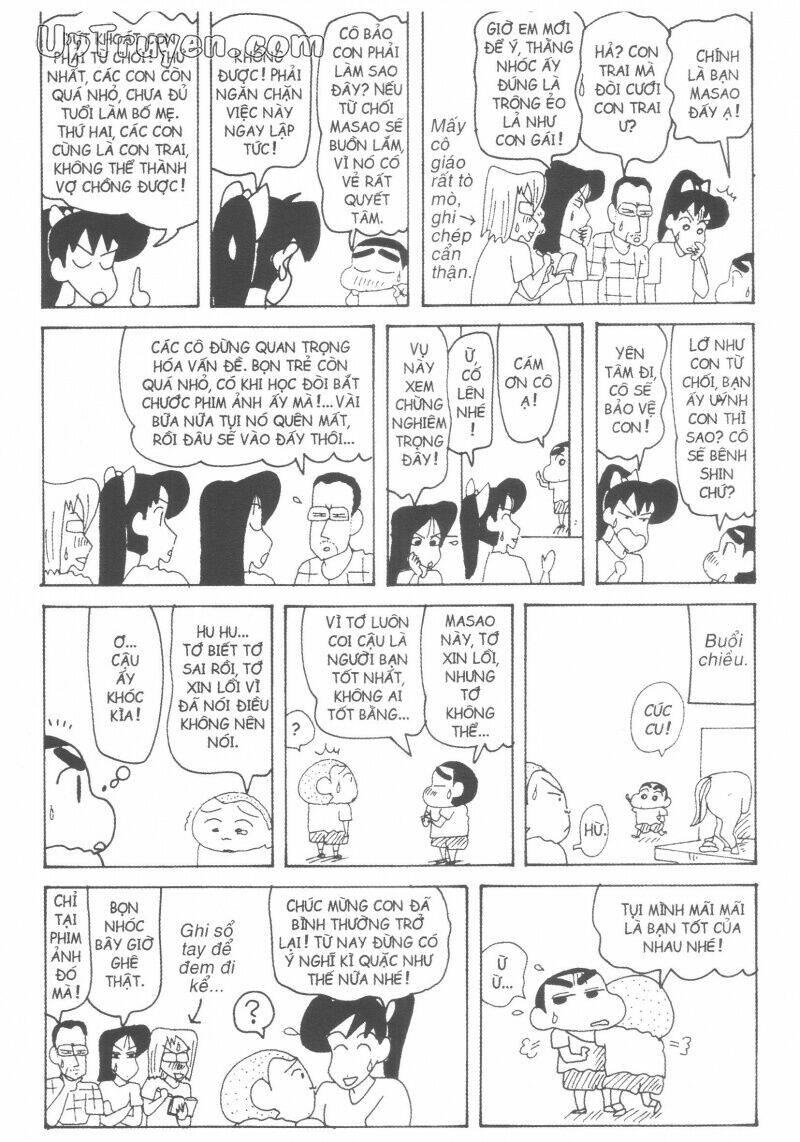 UpTruyen.com
CHÍNH
LÀ BẠN
MASAO
ĐẤY Ạ!
HẢ? CON
TRAI MÀ
ĐÒI CƯỚI
CON TRAI
Ư?
GIỜ EM MỚI
ĐỂ Ý, THẰNG
NHÓC ẤY
ĐÚNG LÀ
TRÔNG ẺO
LẢ NHƯ
CON GÁI!
Mấy
cô
giáo
rất tò
mò,
ghi
chép
cẩn
thận.
CÔ BẢO
CON PHẢI
LÀM SAO
ĐÂY? NẾU
TỪ CHỐI
MASAO SẼ
BUỒN LẮM,
VÌ NÓ CÓ
VẺ RẤT
QUYẾT
TÂM.
KHÔNG
ĐƯỢC! PHẢI
NGĂN CHẶN
VIỆC NÀY
NGAY LẬP
TỨC!
DỨT KHOÁT CON
PHẢI TỪ CHỐI! THỨ
NHẤT, CÁC CON CÒN
QUÁ NHỎ, CHƯA ĐỦ
TUỔI LÀM BỐ MẸ.
THỨ HAI, CÁC CON
CÙNG LÀ CON TRAI,
KHÔNG THỂ THÀNH
VỢ CHỒNG ĐƯỢC!
LỠ NHƯ
CON TỪ
CHỐI, BẠN
ẤY UÝNH
CON THÌ
SAO? CÔ
SẼ BÊNH
SHIN
CHỨ?
YÊN
TÂM ĐI,
CÔ SẼ
BẢO VỆ
CON!
CÁM
ƠN CÔ
Ạ!
Ừ,
CỐ
LÊN
NHÉ!
VỤ
NÀY
XEM
CHỪNG
NGHIÊM
TRỌNG
ĐÂY!
CÁC CÔ ĐỪNG QUAN TRỌNG
HÓA VẤN ĐỀ. BỌN TRẺ CÒN
QUÁ NHỎ, CÓ KHI HỌC ĐÒI BẮT
CHƯỚC PHIM ẢNH ẤY MÀ!...VÀI
BỮA NỮA TỤI NÓ QUÊN MẤT,
RỒI ĐÂU SẼ VÀO ĐẤY THÔI...
Buổi
chiều.
CÚC
CU!
HỪ.
MASAO
NÀY, TỚ
XIN LỖI,
NHƯNG
TỚ
KHÔNG
THỂ...
VÌ TỚ LUÔN
COI CẬU LÀ
NGƯỜI BẠN
TỐT NHẤT,
KHÔNG AI
TỐT BẰNG...
?
HU HU...
TỚ BIẾT TỚ
SAI RỒI, TỚ
XIN LỖI VÌ
ĐÃ NÓI ĐIỀU
KHÔNG NÊN
NÓI.
Ơ...
CẬU
ẤY
KHÓC
KÌA!
TỤI MÌNH MÃI MÃI
LÀ BẠN TỐT CỦA
NHAU NHÉ!
Ừ
Ừ...
CHÚC MỪNG CON ĐÃ
BÌNH THƯỜNG TRỞ
LẠI! TỪ NAY ĐỪNG CÓ
Ý NGHĨ KÌ QUẶC NHƯ
THẾ NỮA NHÉ!
?
Ghi sổ
tay để
đem đi
kể...
BỌN
NHÓC
BÂY GIỜ
GHÊ
THẬT.
CHỈ
TẠI
PHIM
ẢNH
ĐÓ
MÀ!